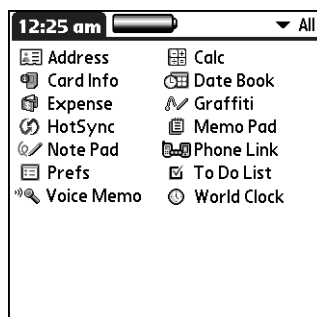 12:25 am All
Address Calc
Card Info Date Book
Expense Graffiti
HotSync Memo Pad
Note Pad Phone Link
Prefs To Do List
Voice Memo World Clock